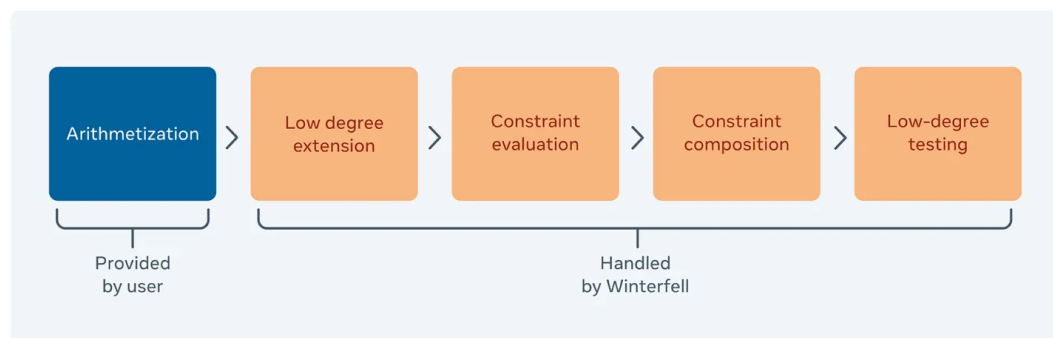 Arithmetization
Low degree
extension
Constraint
evaluation
Constraint
composition
Low-degree
testing
Provided
by user
Handled
by Winterfell